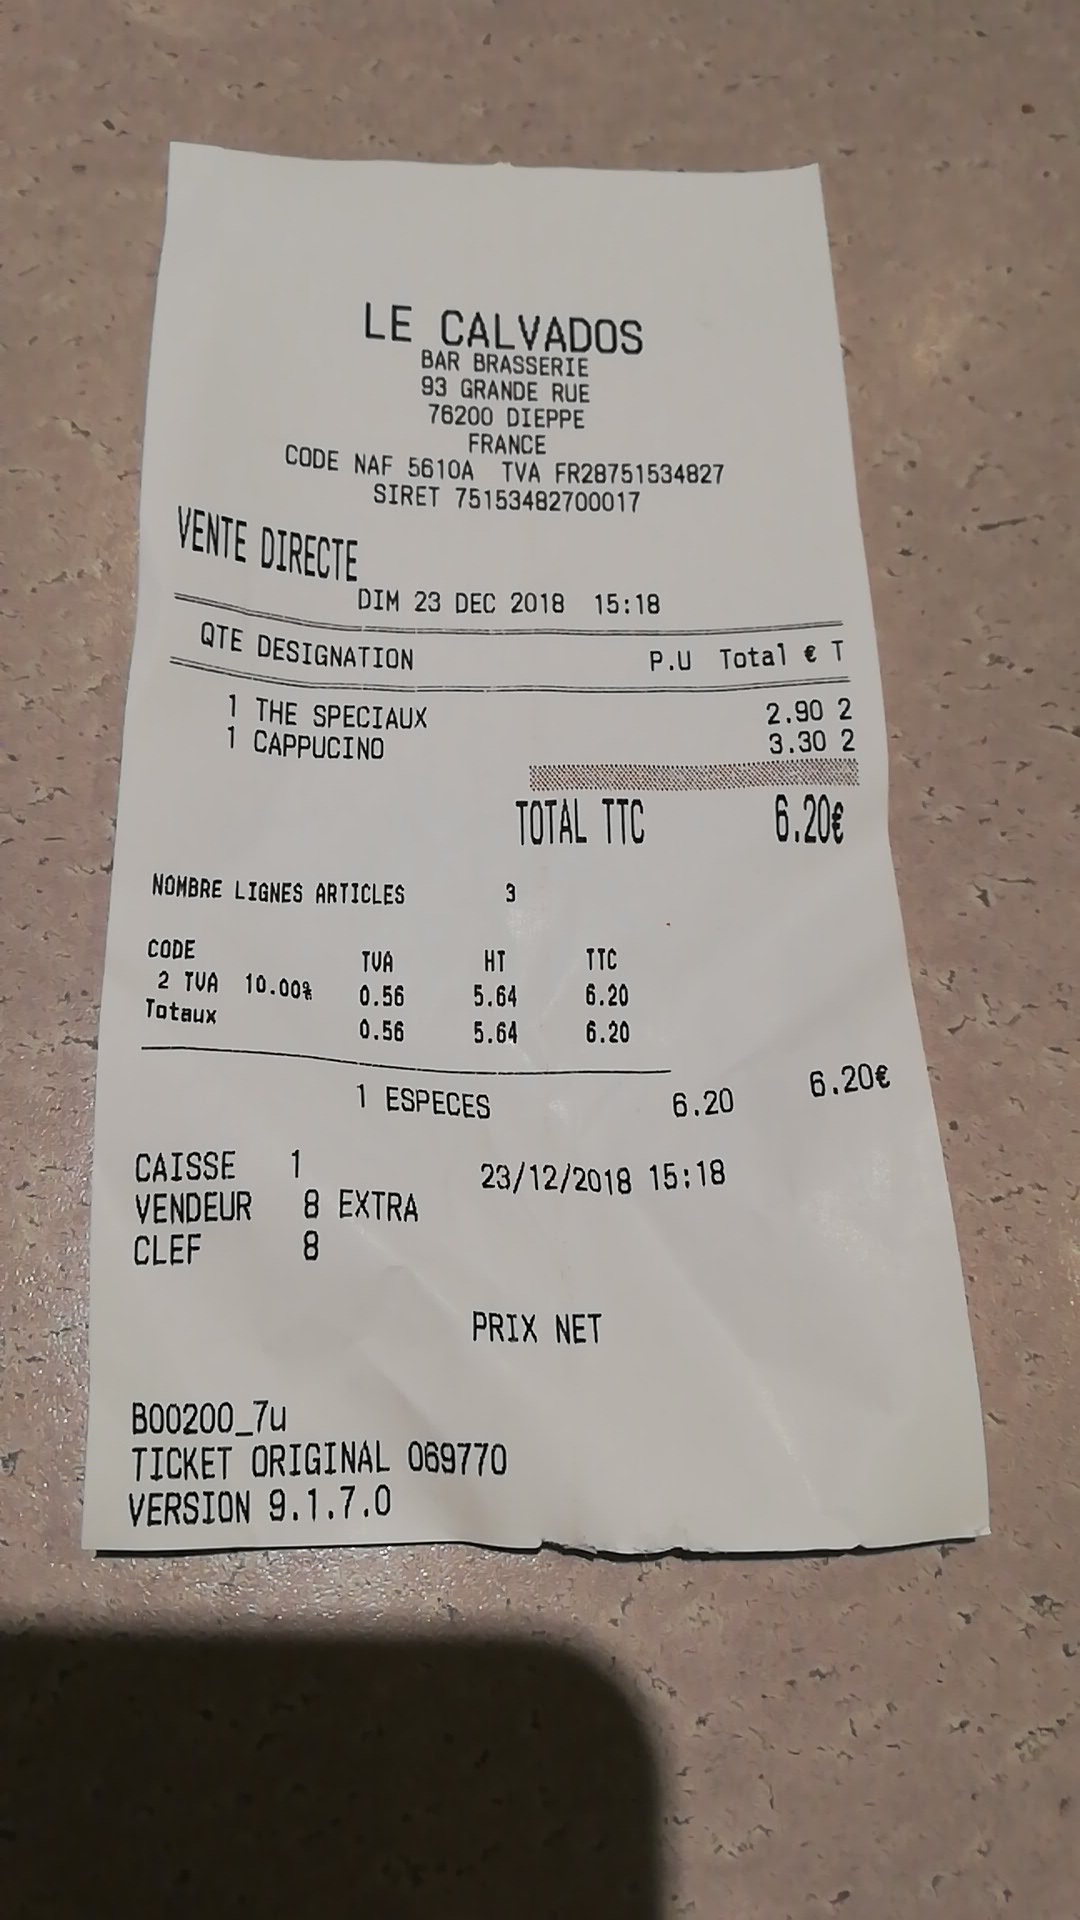 LE CALVADOS
BAR BRASSERIE
93 GRANDE RUE
76200 DIEPPE
FRANCE
CODE NAF 5610A TVA FR28751534827
SIRET 75153482700017
VENTE DIRECTE
DIM 23 DEC 2018 15:18
QTE DESIGNATION P.U Total € T
1 THE SPECIAUX 2.90 2
1 CAPPUCINO 3.30 2
TOTAL TTC 6.20€
NOMBRE LIGNES ARTICLES 3
CODE TVA HT TTC
2 TVA 10.00% 0.56 5.64 6.20
Totaux 0.56 5.64 6.20
1 ESPECES 6.20 6.20€
CAISSE 1 23/12/2018 15:18
VENDEUR 8 EXTRA
CLEF 8
PRIX NET
B00200_7u
TICKET ORIGINAL 069770
VERSION 9.1.7.0